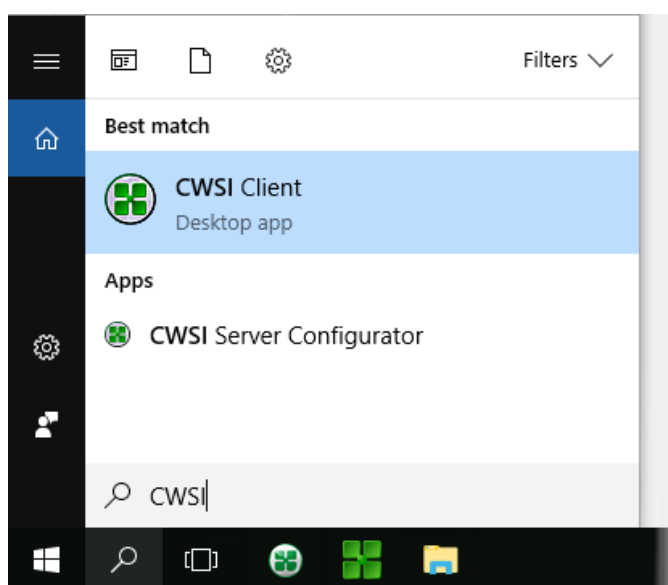 Filters
Best match
CWSI Client
Desktop app
Apps
CWSI Server Configurator
CWSI